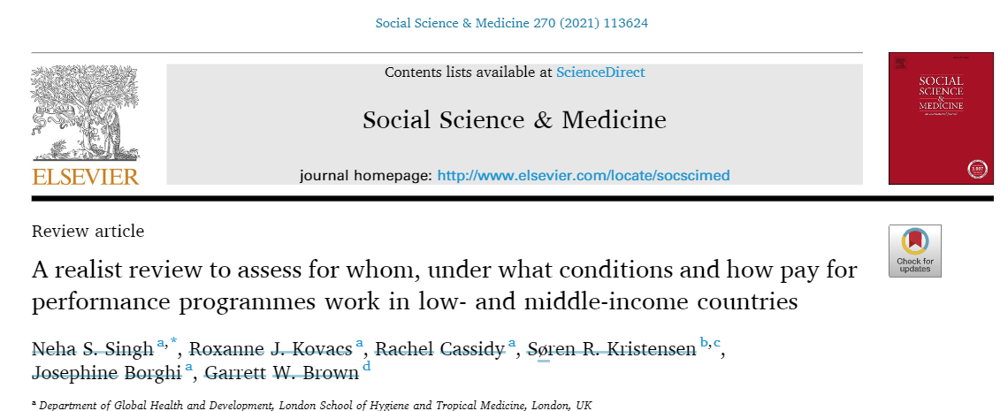 Social Science & Medicine 270 (2021) 113624
Contents lists available at ScienceDirect
Social Science & Medicine
journal homepage: http://www.elsevier.com/locate/socscimed
ELSEVIER
SOCIAL
SCIENCE
&
MEDICINE
Review article
A realist review to assess for whom, under what conditions and how pay for
performance programmes work in low- and middle-income countries
Check for
updates
Neha S. Singh a,*, Roxanne J. Kovacs a, Rachel Cassidy a, Søren R. Kristensen b,c,
Josephine Borghi a, Garrett W. Brown d
a Department of Global Health and Development, London School of Hygiene and Tropical Medicine, London, UK